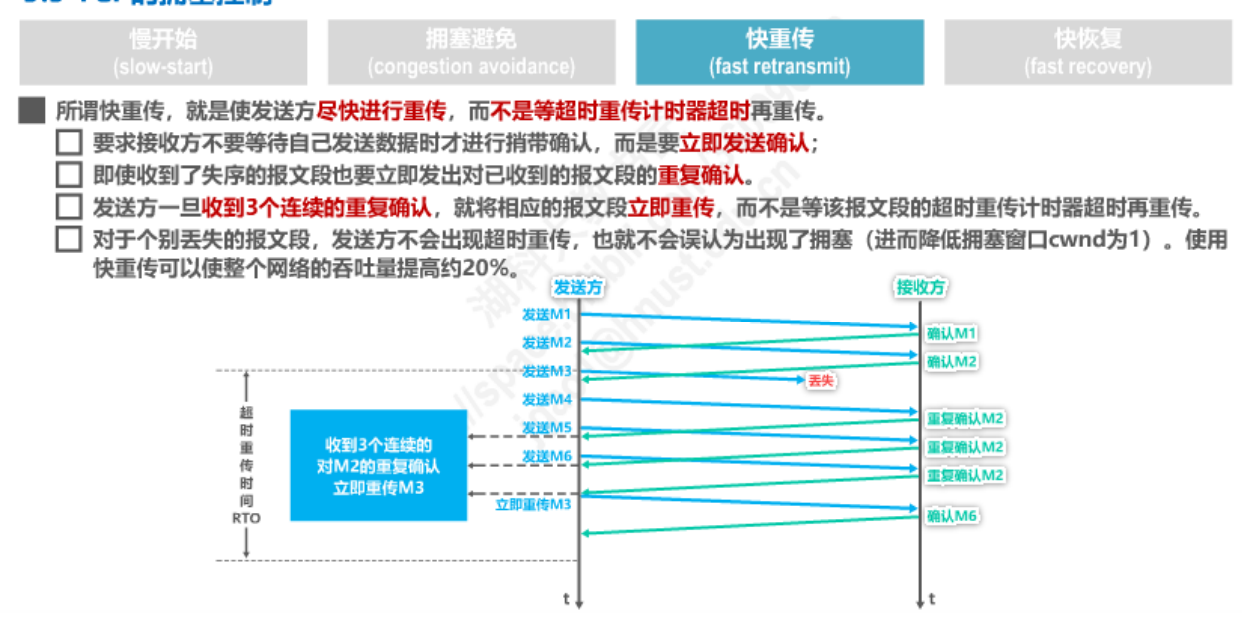 慢开始
(slow-start)
拥塞避免
(congestion avoidance)
快重传
(fast retransmit)
快恢复
(fast recovery)
所谓快重传，就是使发送方尽快进行重传，而不是等超时重传计时器超时再重传。
要求接收方不要等待自己发送数据时才进行捎带确认，而是要立即发送确认；
即使收到了失序的报文段也要立即发出对已收到的报文段的重复确认。
发送方一旦收到3个连续的重复确认，就将相应的报文段立即重传，而不是等该报文段的超时重传计时器超时再重传。
对于个别丢失的报文段，发送方不会出现超时重传，也就不会误认为出现了拥塞（进而降低拥塞窗口cwnd为1）。使用
快重传可以使整个网络的吞吐量提高约20%。
发送方
接收方
发送M1
确认M1
发送M2
确认M2
发送M3
丢失
发送M4
重复确认M2
发送M5
重复确认M2
发送M6
重复确认M2
立即重传M3
确认M6
超
时
重
传
时
间
RTO
收到3个连续的
对M2的重复确认
立即重传M3
t
t